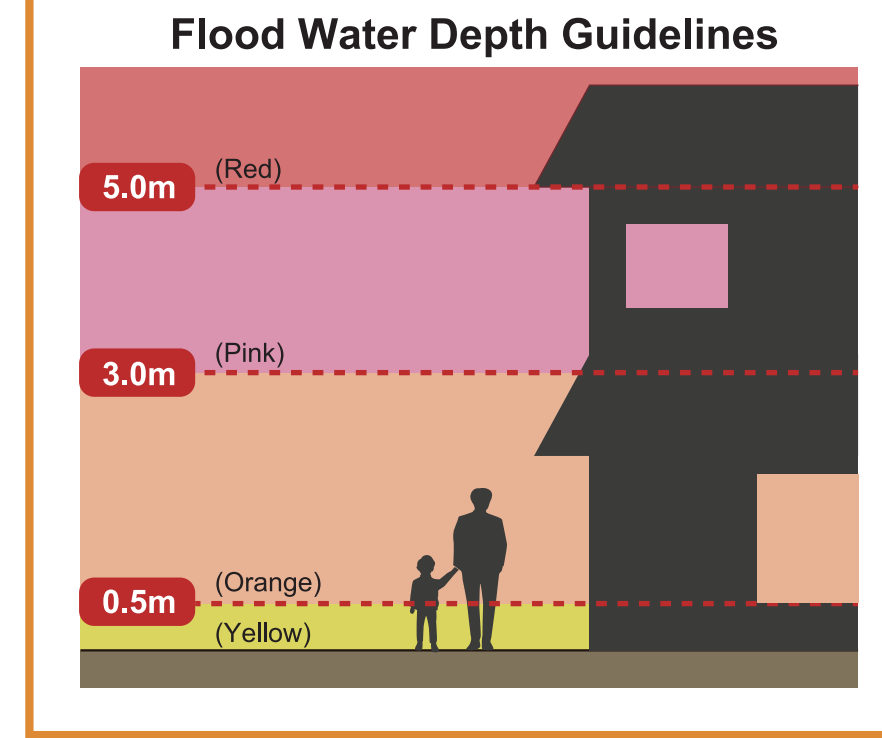 Flood Water Depth Guidelines
(Red)
5.0m
(Pink)
3.0m
(Orange)
0.5m
(Yellow)